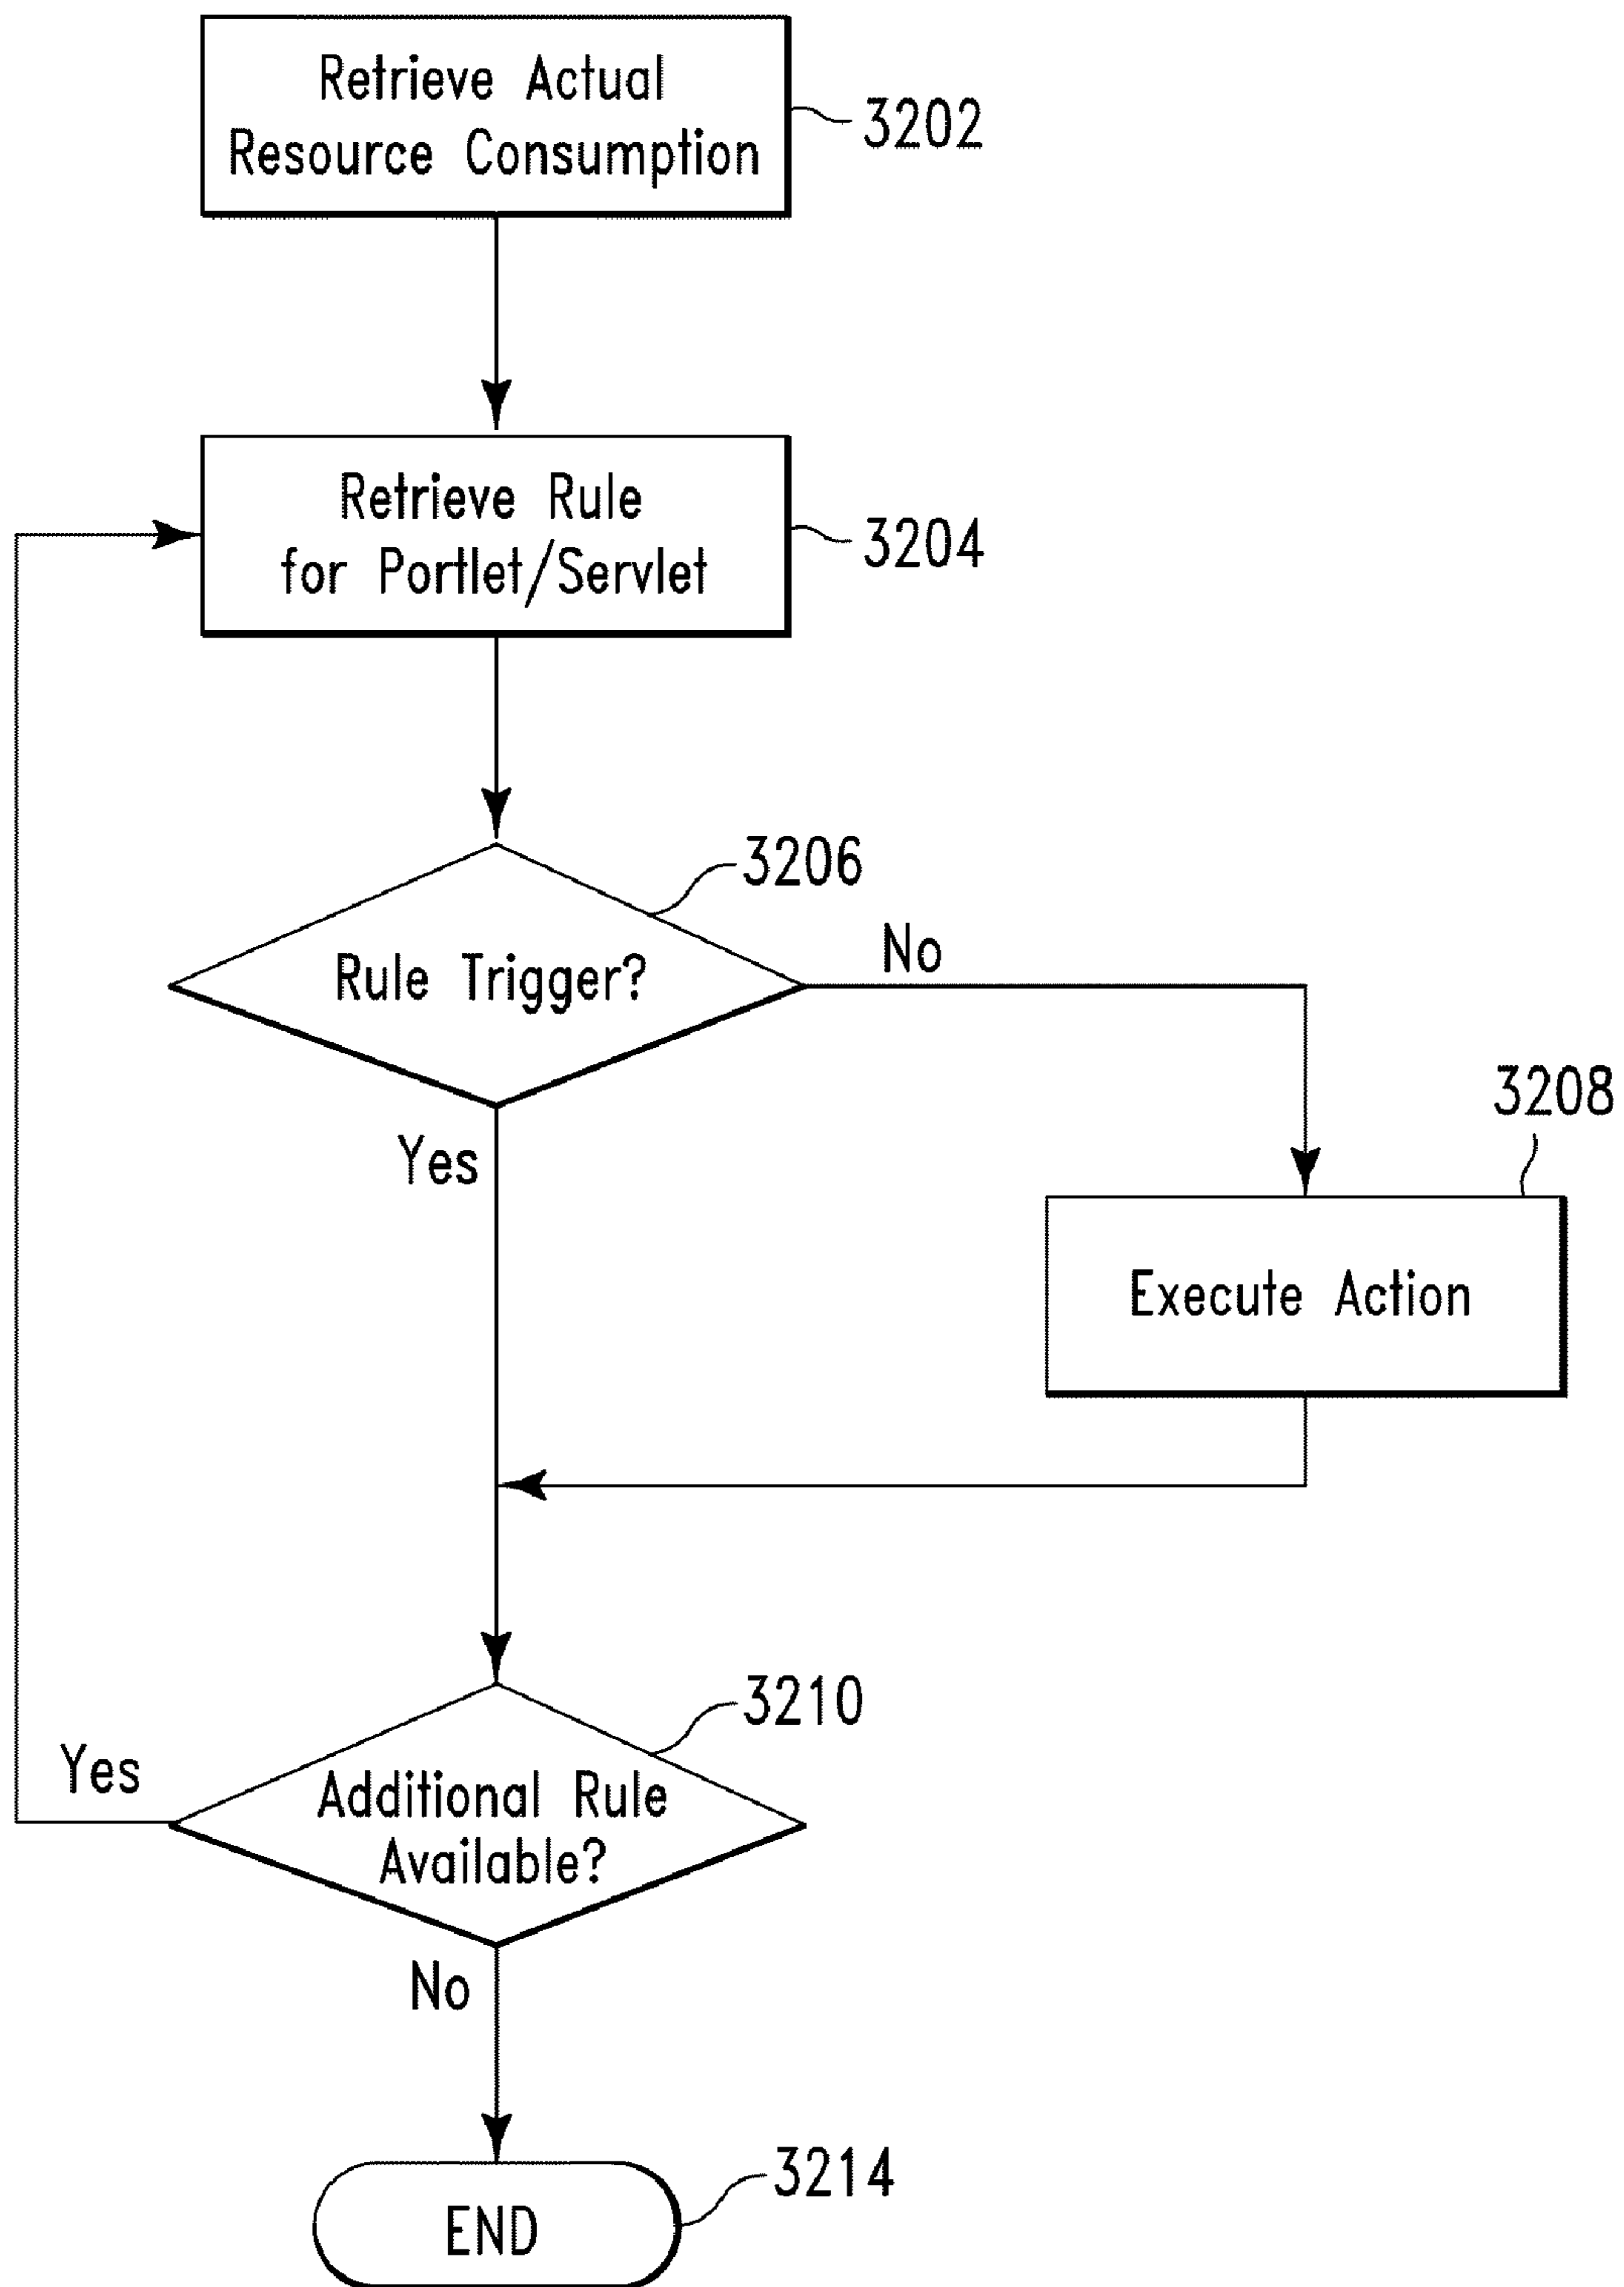 Retrieve Actual
Resource Consumption
3202
Retrieve Rule
for Portlet/Servlet
3204
3206
Rule Trigger?
No
Yes
3208
Execute Action
3210
Yes
Additional Rule
Available?
No
3214
END